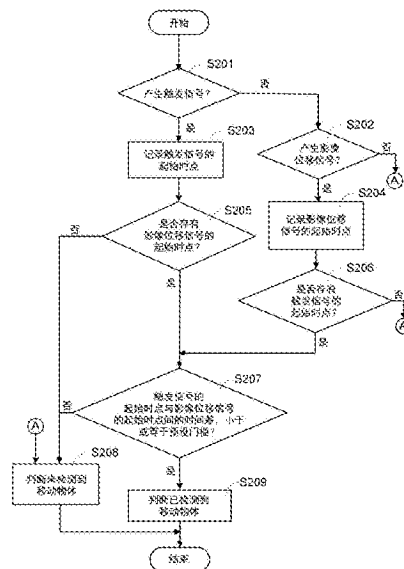 开始
S201
产生触发信号?
否
是
S203
记录触发信号的
起始时点
S202
产生影像
位移信号?
否
A
是
S204
记录影像位移
信号的起始时点
S205
是否存有
影像位移信号的
起始时点?
否
是
S206
是否存有
触发信号的
起始时点?
否
A
是
S207
触发信号的
起始时点与影像位移信号
的起始时点间的时间差,小于
或等于预设门槛?
否
是
A
S208
判断未检测到
移动物体
S209
判断已检测到
移动物体
结束